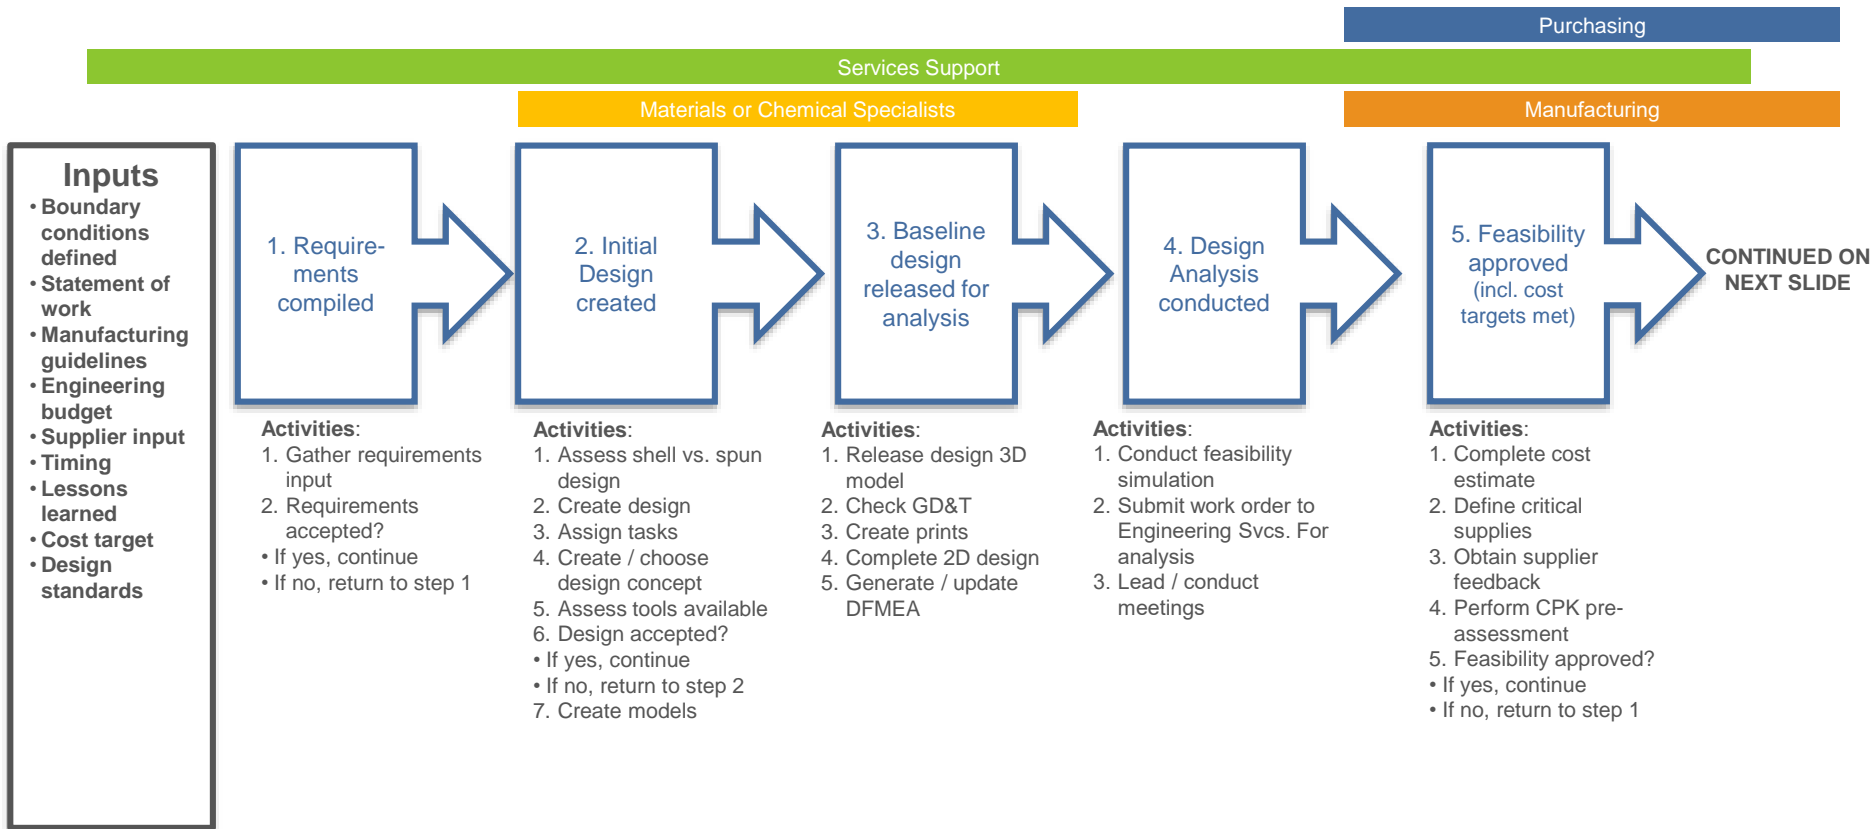 Purchasing
Services Support
Materials or Chemical Specialists
Manufacturing
Inputs
• Boundary
conditions
defined
• Statement of
work
• Manufacturing
guidelines
• Engineering
budget
• Supplier input
• Timing
• Lessons
learned
• Cost target
• Design
standards
1. Require-
ments
compiled
2. Initial
Design
created
3. Baseline
design
released for
analysis
4. Design
Analysis
conducted
5. Feasibility
approved
(incl. cost
targets met)
CONTINUED ON
NEXT SLIDE
Activities:
1. Gather requirements
input
2. Requirements
accepted?
• If yes, continue
• If no, return to step 1
Activities:
1. Assess shell vs. spun
design
2. Create design
3. Assign tasks
4. Create / choose
design concept
5. Assess tools available
6. Design accepted?
• If yes, continue
• If no, return to step 2
7. Create models
Activities:
1. Release design 3D
model
2. Check GD&T
3. Create prints
4. Complete 2D design
5. Generate / update
DFMEA
Activities:
1. Conduct feasibility
simulation
2. Submit work order to
Engineering Svcs. For
analysis
3. Lead / conduct
meetings
Activities:
1. Complete cost
estimate
2. Define critical
supplies
3. Obtain supplier
feedback
4. Perform CPK pre-
assessment
5. Feasibility approved?
• If yes, continue
• If no, return to step 1